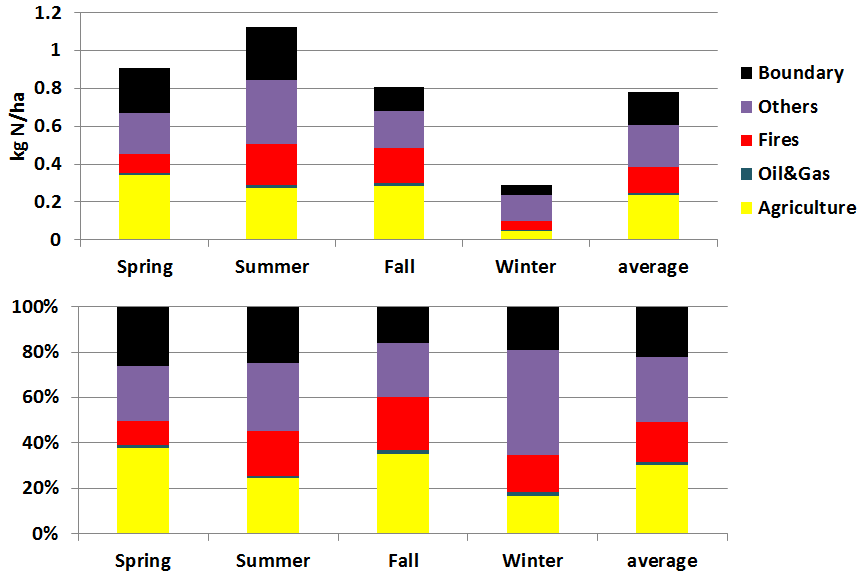 1.2
1
0.8
0.6
0.4
0.2
0
kg N/ha
Spring Summer Fall Winter average
Boundary
Others
Fires
Oil&Gas
Agriculture
100%
80%
60%
40%
20%
0%
Spring Summer Fall Winter average